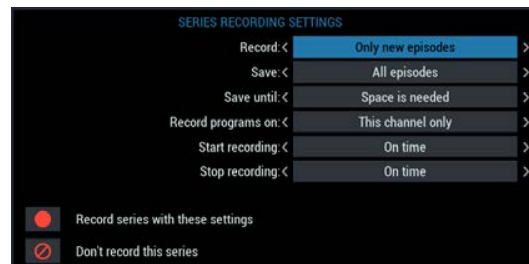 SERIES RECORDING SETTINGS
Record:< Only new episodes >
Save:< All episodes >
Save until:< Space is needed >
Record programs on:< This channel only >
Start recording:< On time >
Stop recording:< On time >
Record series with these settings
Don't record this series